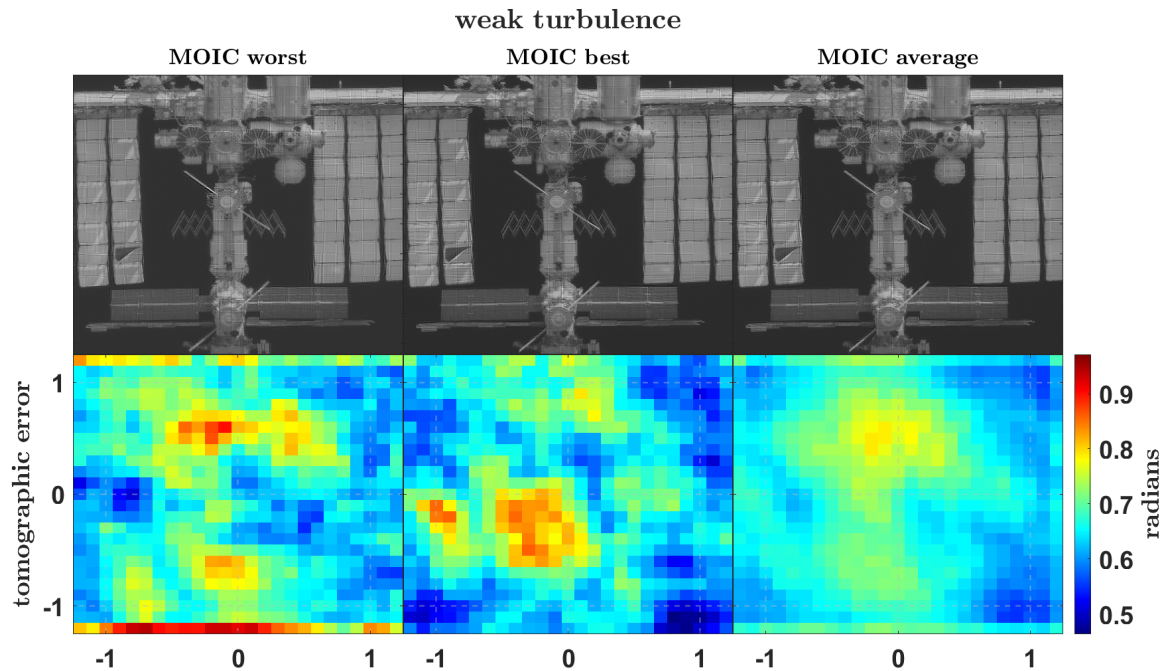 weak turbulence
MOIC worst MOIC best MOIC average
tomographic error
1
0
-1
-1 0 1 -1 0 1 -1 0 1
0.9
0.8
0.7
0.6
0.5
radians